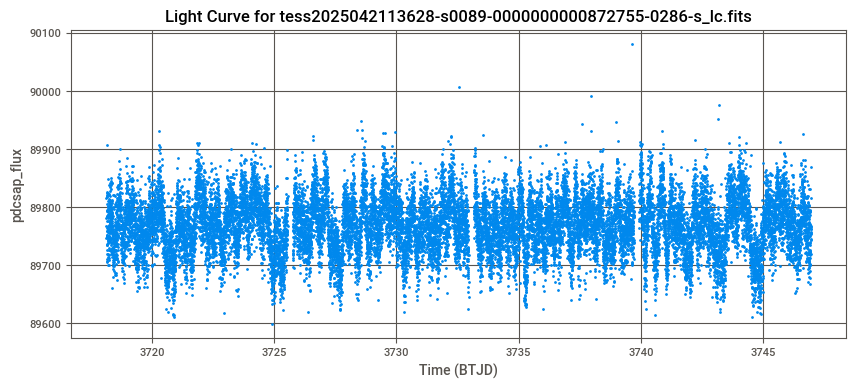 Light Curve for tess2025042113628-s0089-0000000000872755-0286-s_lc.fits
90100
90000
89900
89800
89700
89600
pdcsap_flux
3720 3725 3730 3735 3740 3745
Time (BTJD)